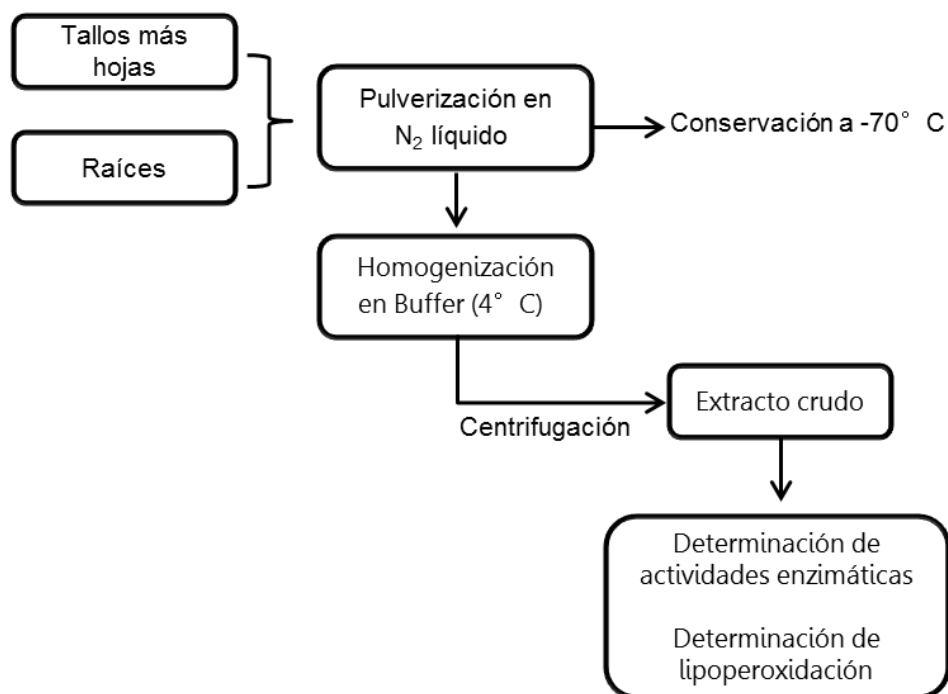 Tallos más
hojas
Raíces
Pulverización en
N₂ líquido
Conservación a -70° C
Homogenización
en Buffer (4° C)
Centrifugación
Extracto crudo
Determinación de
actividades enzimáticas
Determinación de
lipoperoxidación